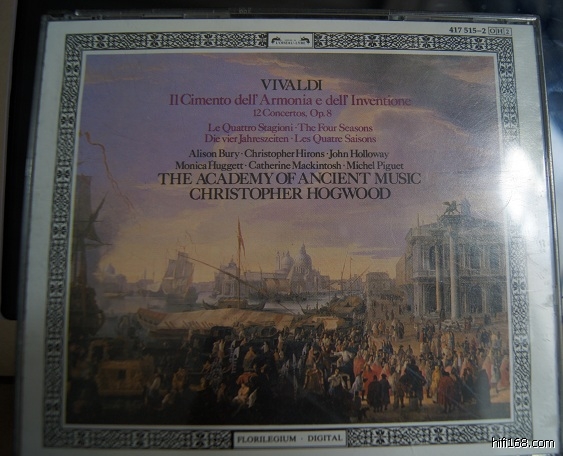 417 515-2 OH2
VIVALDI
Il Cimento dell'Armonia e dell'Inventione
12 Concertos, Op. 8
Le Quattro Stagioni · The Four Seasons
Die vier Jahreszeiten · Les Quatre Saisons
Alison Bury · Christopher Hirons · John Holloway
Monica Huggett · Catherine Mackintosh · Michel Piguet
THE ACADEMY OF ANCIENT MUSIC
CHRISTOPHER HOGWOOD
FLORILEGIUM · DIGITAL
hifi168.com